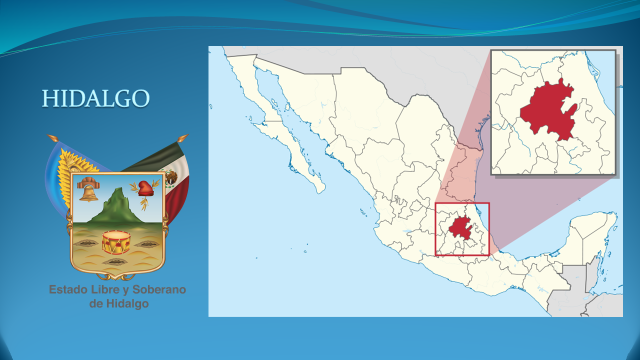 HIDALGO
Estado Libre y Soberano
de Hidalgo